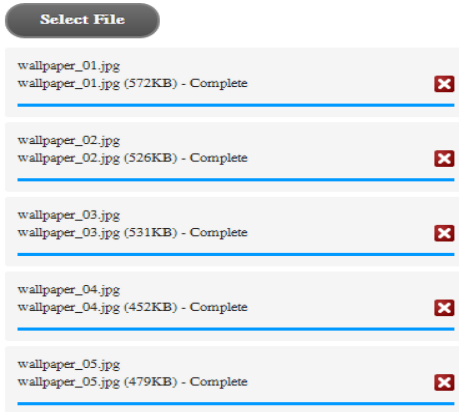 Select File
wallpaper_01.jpg
wallpaper_01.jpg (572KB) - Complete
wallpaper_02.jpg
wallpaper_02.jpg (526KB) - Complete
wallpaper_03.jpg
wallpaper_03.jpg (531KB) - Complete
wallpaper_04.jpg
wallpaper_04.jpg (452KB) - Complete
wallpaper_05.jpg
wallpaper_05.jpg (479KB) - Complete